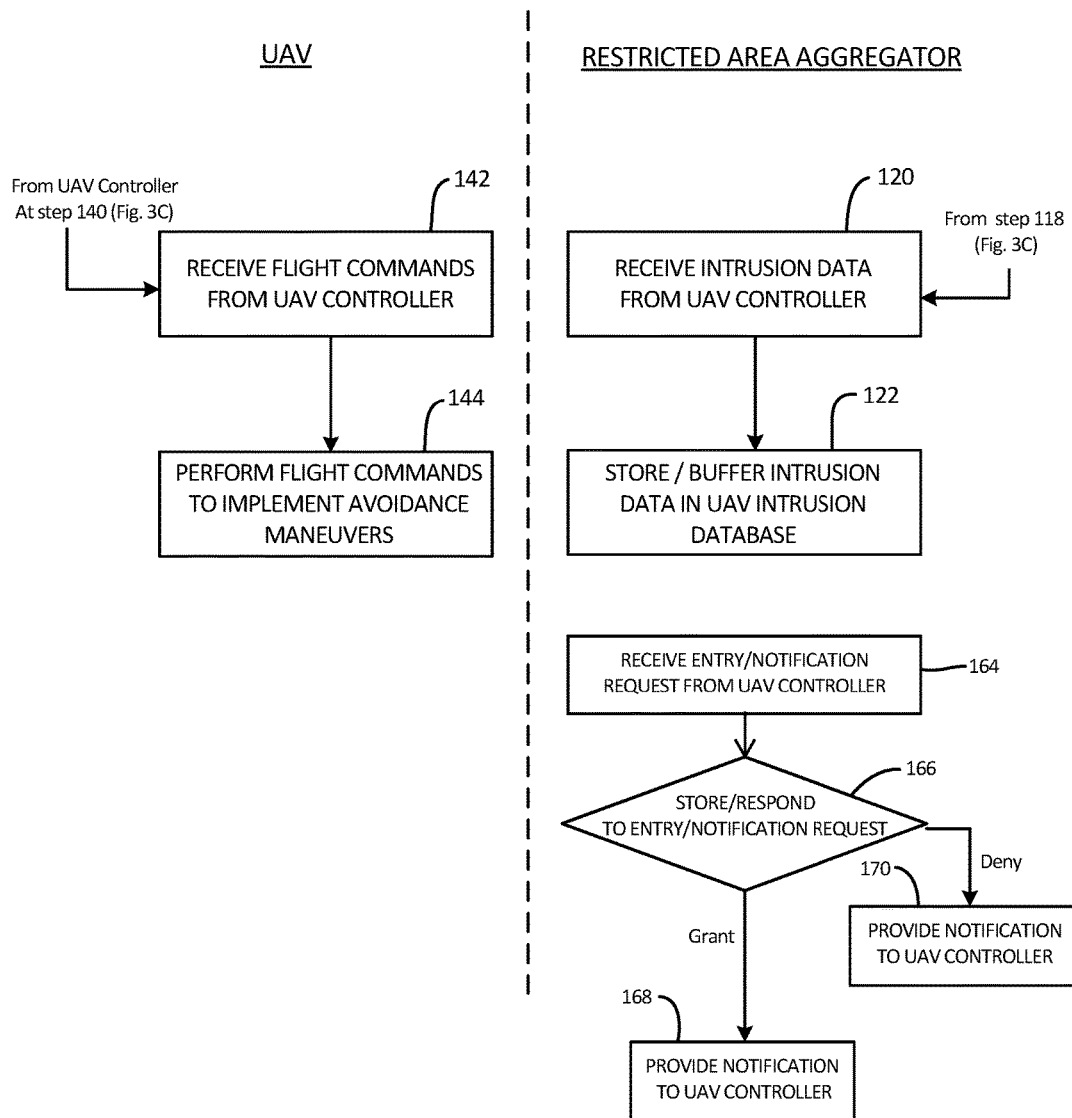 UAV
RESTRICTED AREA AGGREGATOR
From UAV Controller
At step 140 (Fig. 3C)
142
RECEIVE FLIGHT COMMANDS
FROM UAV CONTROLLER
144
PERFORM FLIGHT COMMANDS
TO IMPLEMENT AVOIDANCE
MANEUVERS
120
From step 118
(Fig. 3C)
RECEIVE INTRUSION DATA
FROM UAV CONTROLLER
122
STORE / BUFFER INTRUSION
DATA IN UAV INTRUSION
DATABASE
RECEIVE ENTRY/NOTIFICATION
REQUEST FROM UAV CONTROLLER
164
166
STORE/RESPOND
TO ENTRY/NOTIFICATION REQUEST
Deny
170
PROVIDE NOTIFICATION
TO UAV CONTROLLER
Grant
168
PROVIDE NOTIFICATION
TO UAV CONTROLLER